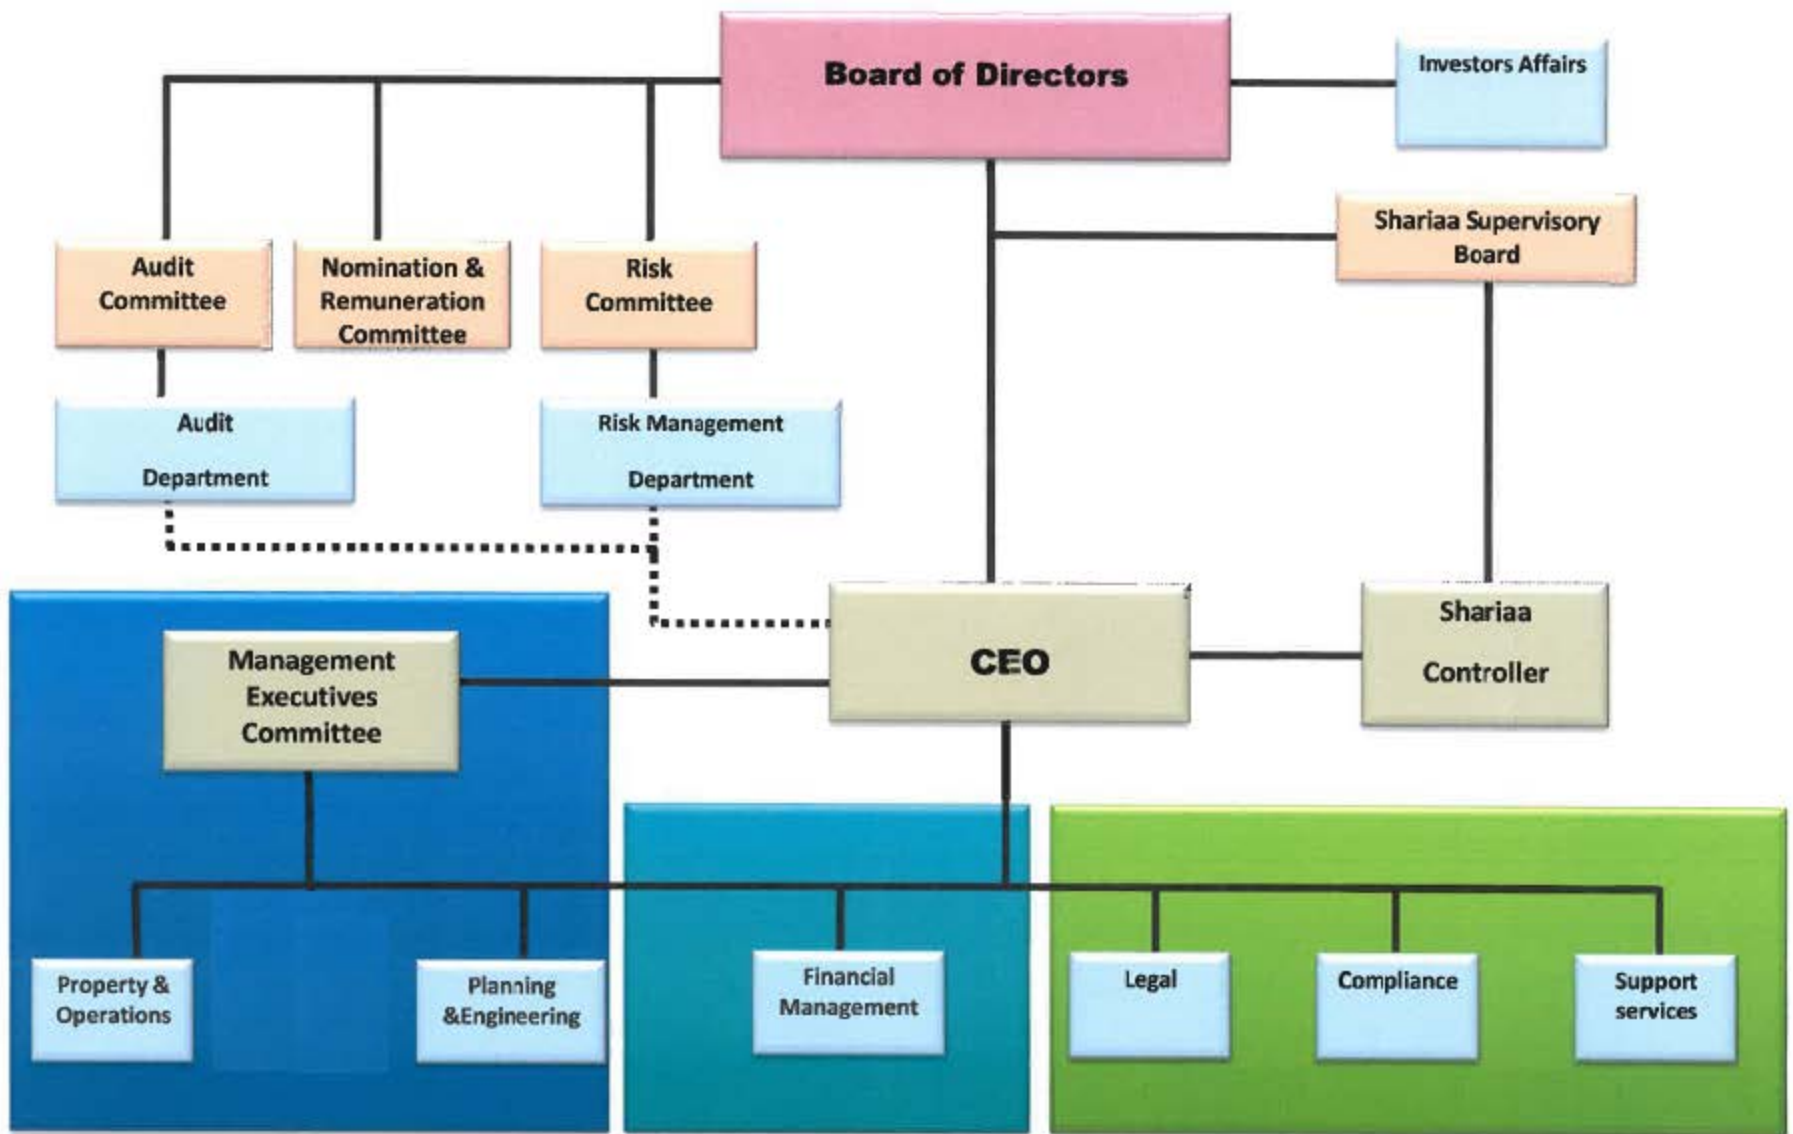 Board of Directors
Investors Affairs
Shariaa Supervisory
Board
Audit
Committee
Nomination &
Remuneration
Committee
Risk
Committee
Audit
Department
Risk Management
Department
Management
Executives
Committee
CEO
Shariaa
Controller
Property &
Operations
Planning
&Engineering
Financial
Management
Legal
Compliance
Support
services